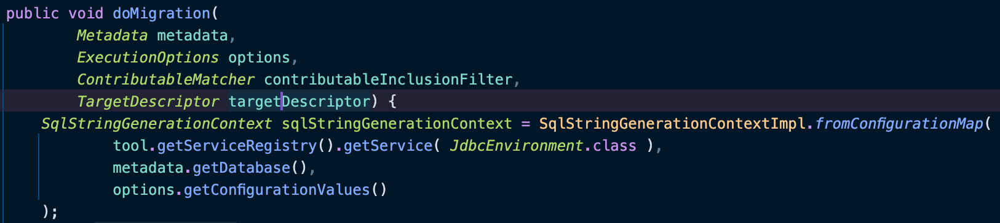 public void doMigration(
Metadata metadata,
ExecutionOptions options,
ContributableMatcher contributableInclusionFilter,
TargetDescriptor targetDescriptor) {
SqlStringGenerationContext sqlStringGenerationContext = SqlStringGenerationContextImpl.fromConfigurationMap(
tool.getServiceRegistry().getService( JdbcEnvironment.class ),
metadata.getDatabase(),
options.getConfigurationValues()
);